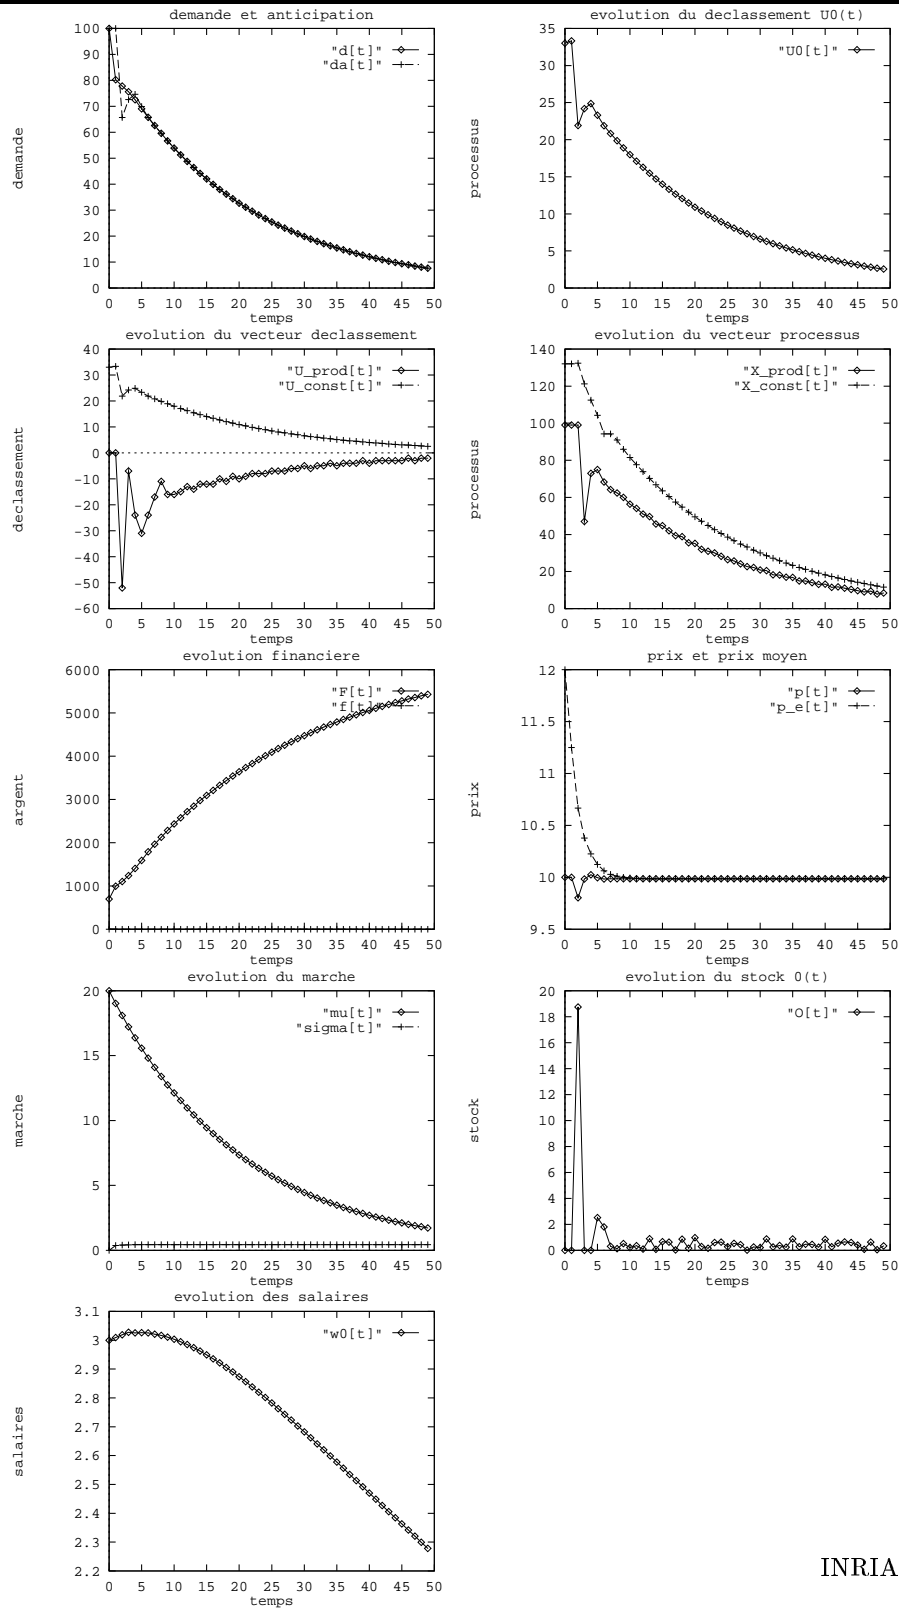 demande et anticipation
100
90
80
70
60
50
40
30
20
10
0
demande
"d[t]"
"da[t]"
0 5 10 15 20 25 30 35 40 45 50
temps
evolution du declassement U0(t)
35
30
25
20
15
10
5
0
processus
"U0[t]"
0 5 10 15 20 25 30 35 40 45 50
temps
evolution du vecteur declassement
40
30
20
10
0
-10
-20
-30
-40
-50
-60
declassement
"U_prod[t]"
"U_const[t]"
0 5 10 15 20 25 30 35 40 45 50
temps
evolution du vecteur processus
140
120
100
80
60
40
20
0
processus
"X_prod[t]"
"X_const[t]"
0 5 10 15 20 25 30 35 40 45 50
temps
evolution financiere
6000
5000
4000
3000
2000
1000
0
argent
"F[t]"
"f[t]"
0 5 10 15 20 25 30 35 40 45 50
temps
prix et prix moyen
12
11.5
11
10.5
10
9.5
prix
"p[t]"
"p_e[t]"
0 5 10 15 20 25 30 35 40 45 50
temps
evolution du marche
20
15
10
5
0
marche
"mu[t]"
"sigma[t]"
0 5 10 15 20 25 30 35 40 45 50
temps
evolution du stock 0(t)
20
18
16
14
12
10
8
6
4
2
0
stock
"O[t]"
0 5 10 15 20 25 30 35 40 45 50
temps
evolution des salaires
3.1
3
2.9
2.8
2.7
2.6
2.5
2.4
2.3
2.2
salaires
"w0[t]"
0 5 10 15 20 25 30 35 40 45 50
temps
INRIA